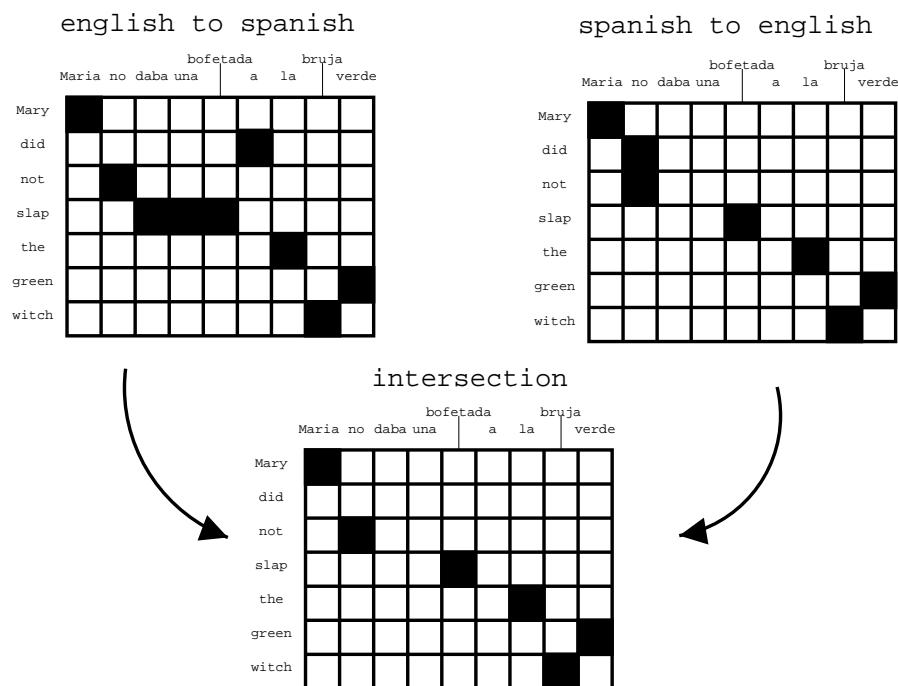 english to spanish
bofetada bruja
Maria no daba una a la verde
Mary
did
not
slap
the
green
witch
spanish to english
bofetada bruja
Maria no daba una a la verde
Mary
did
not
slap
the
green
witch
intersection
bofetada bruja
Maria no daba una a la verde
Mary
did
not
slap
the
green
witch